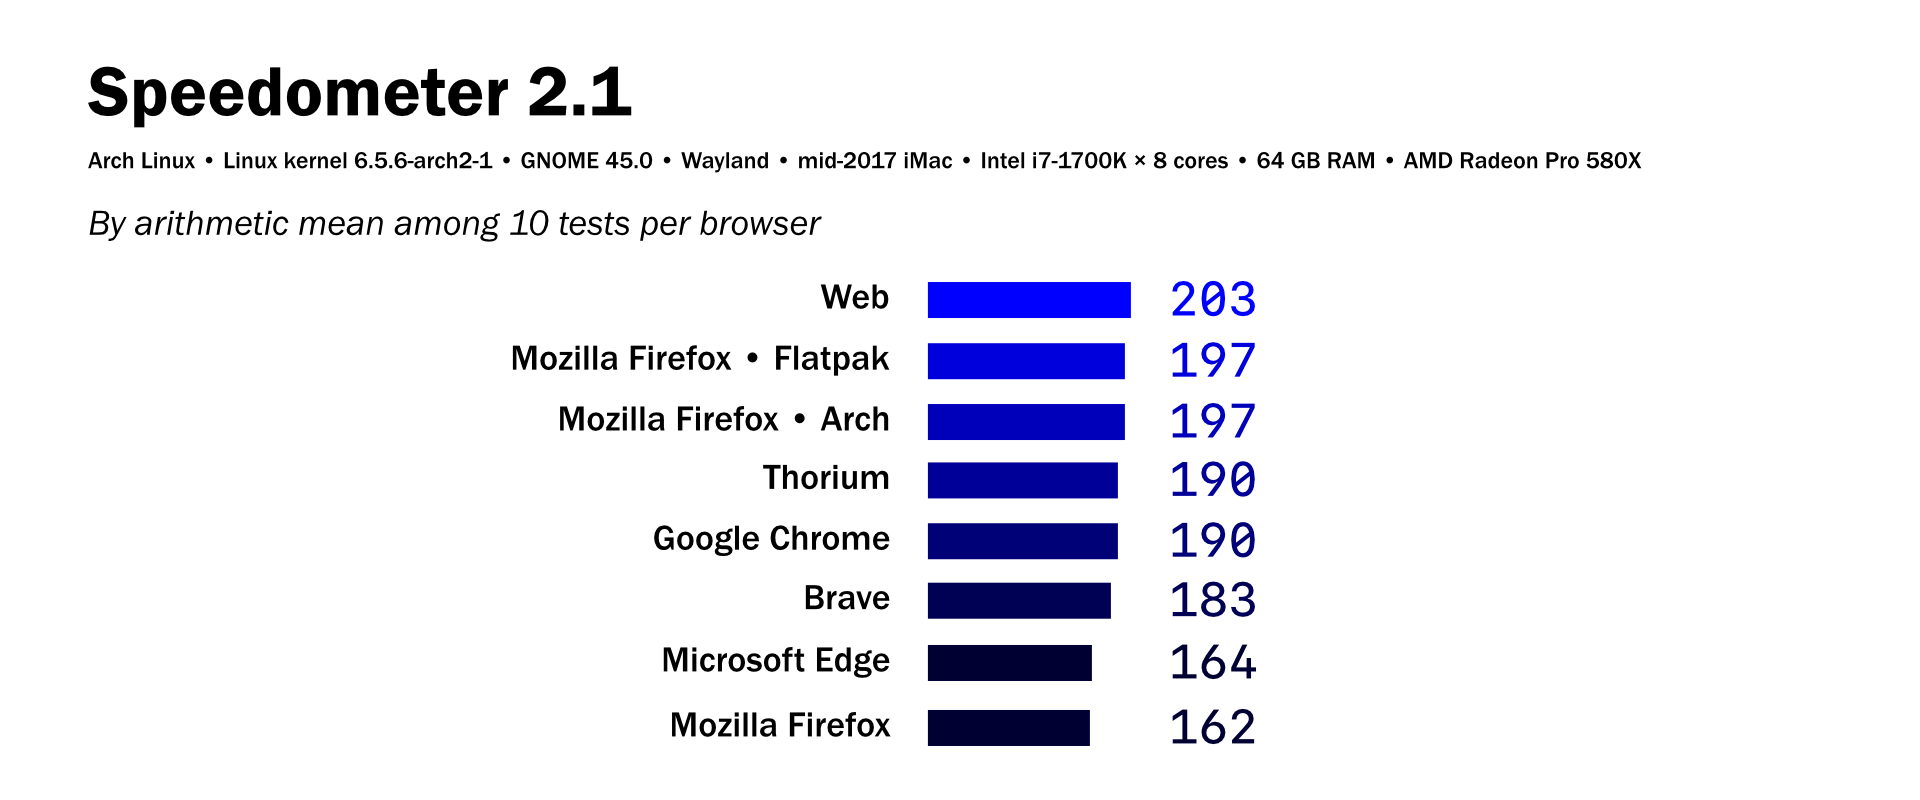 Speedometer 2.1
Arch Linux • Linux kernel 6.5.6-arch2-1 • GNOME 45.0 • Wayland • mid-2017 iMac • Intel i7-1700K × 8 cores • 64 GB RAM • AMD Radeon Pro 580X
By arithmetic mean among 10 tests per browser
Web 203
Mozilla Firefox • Flatpak 197
Mozilla Firefox • Arch 197
Thorium 190
Google Chrome 190
Brave 183
Microsoft Edge 164
Mozilla Firefox 162